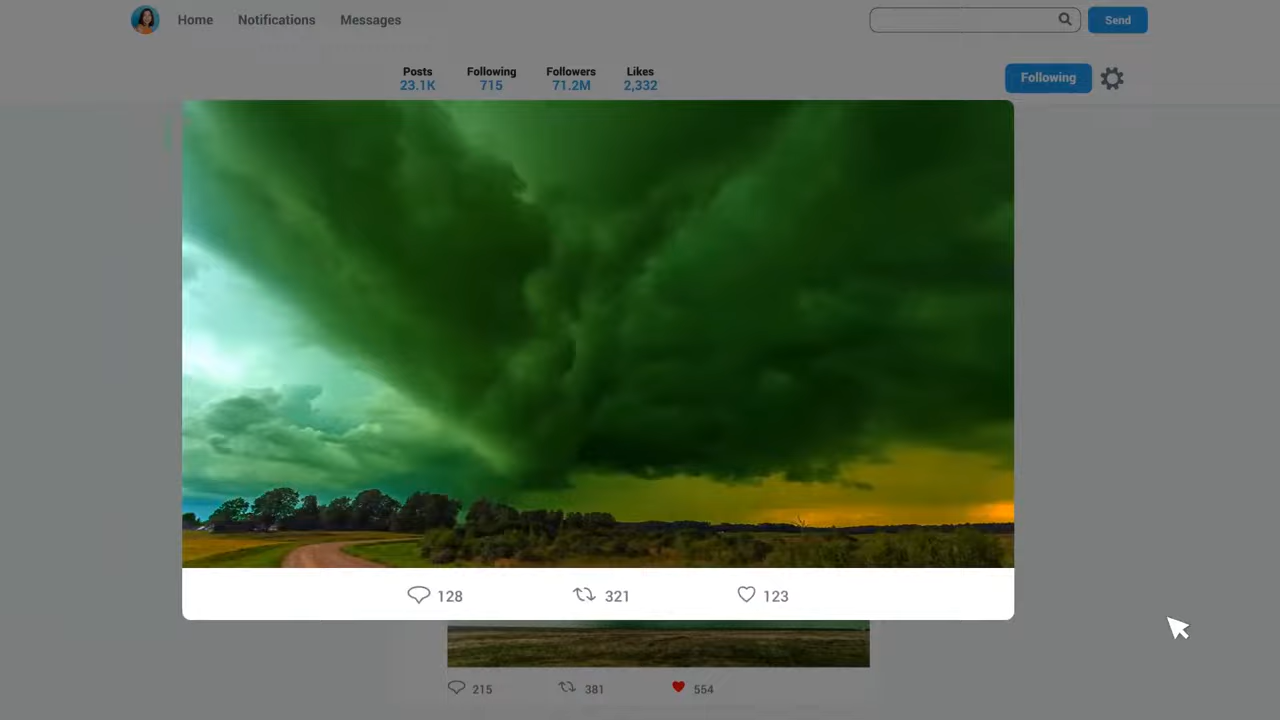 Home Notifications Messages Send
Posts Following Followers Likes
23.1K 715 71.2M 2,332
Following
128 321 123
215 381 554